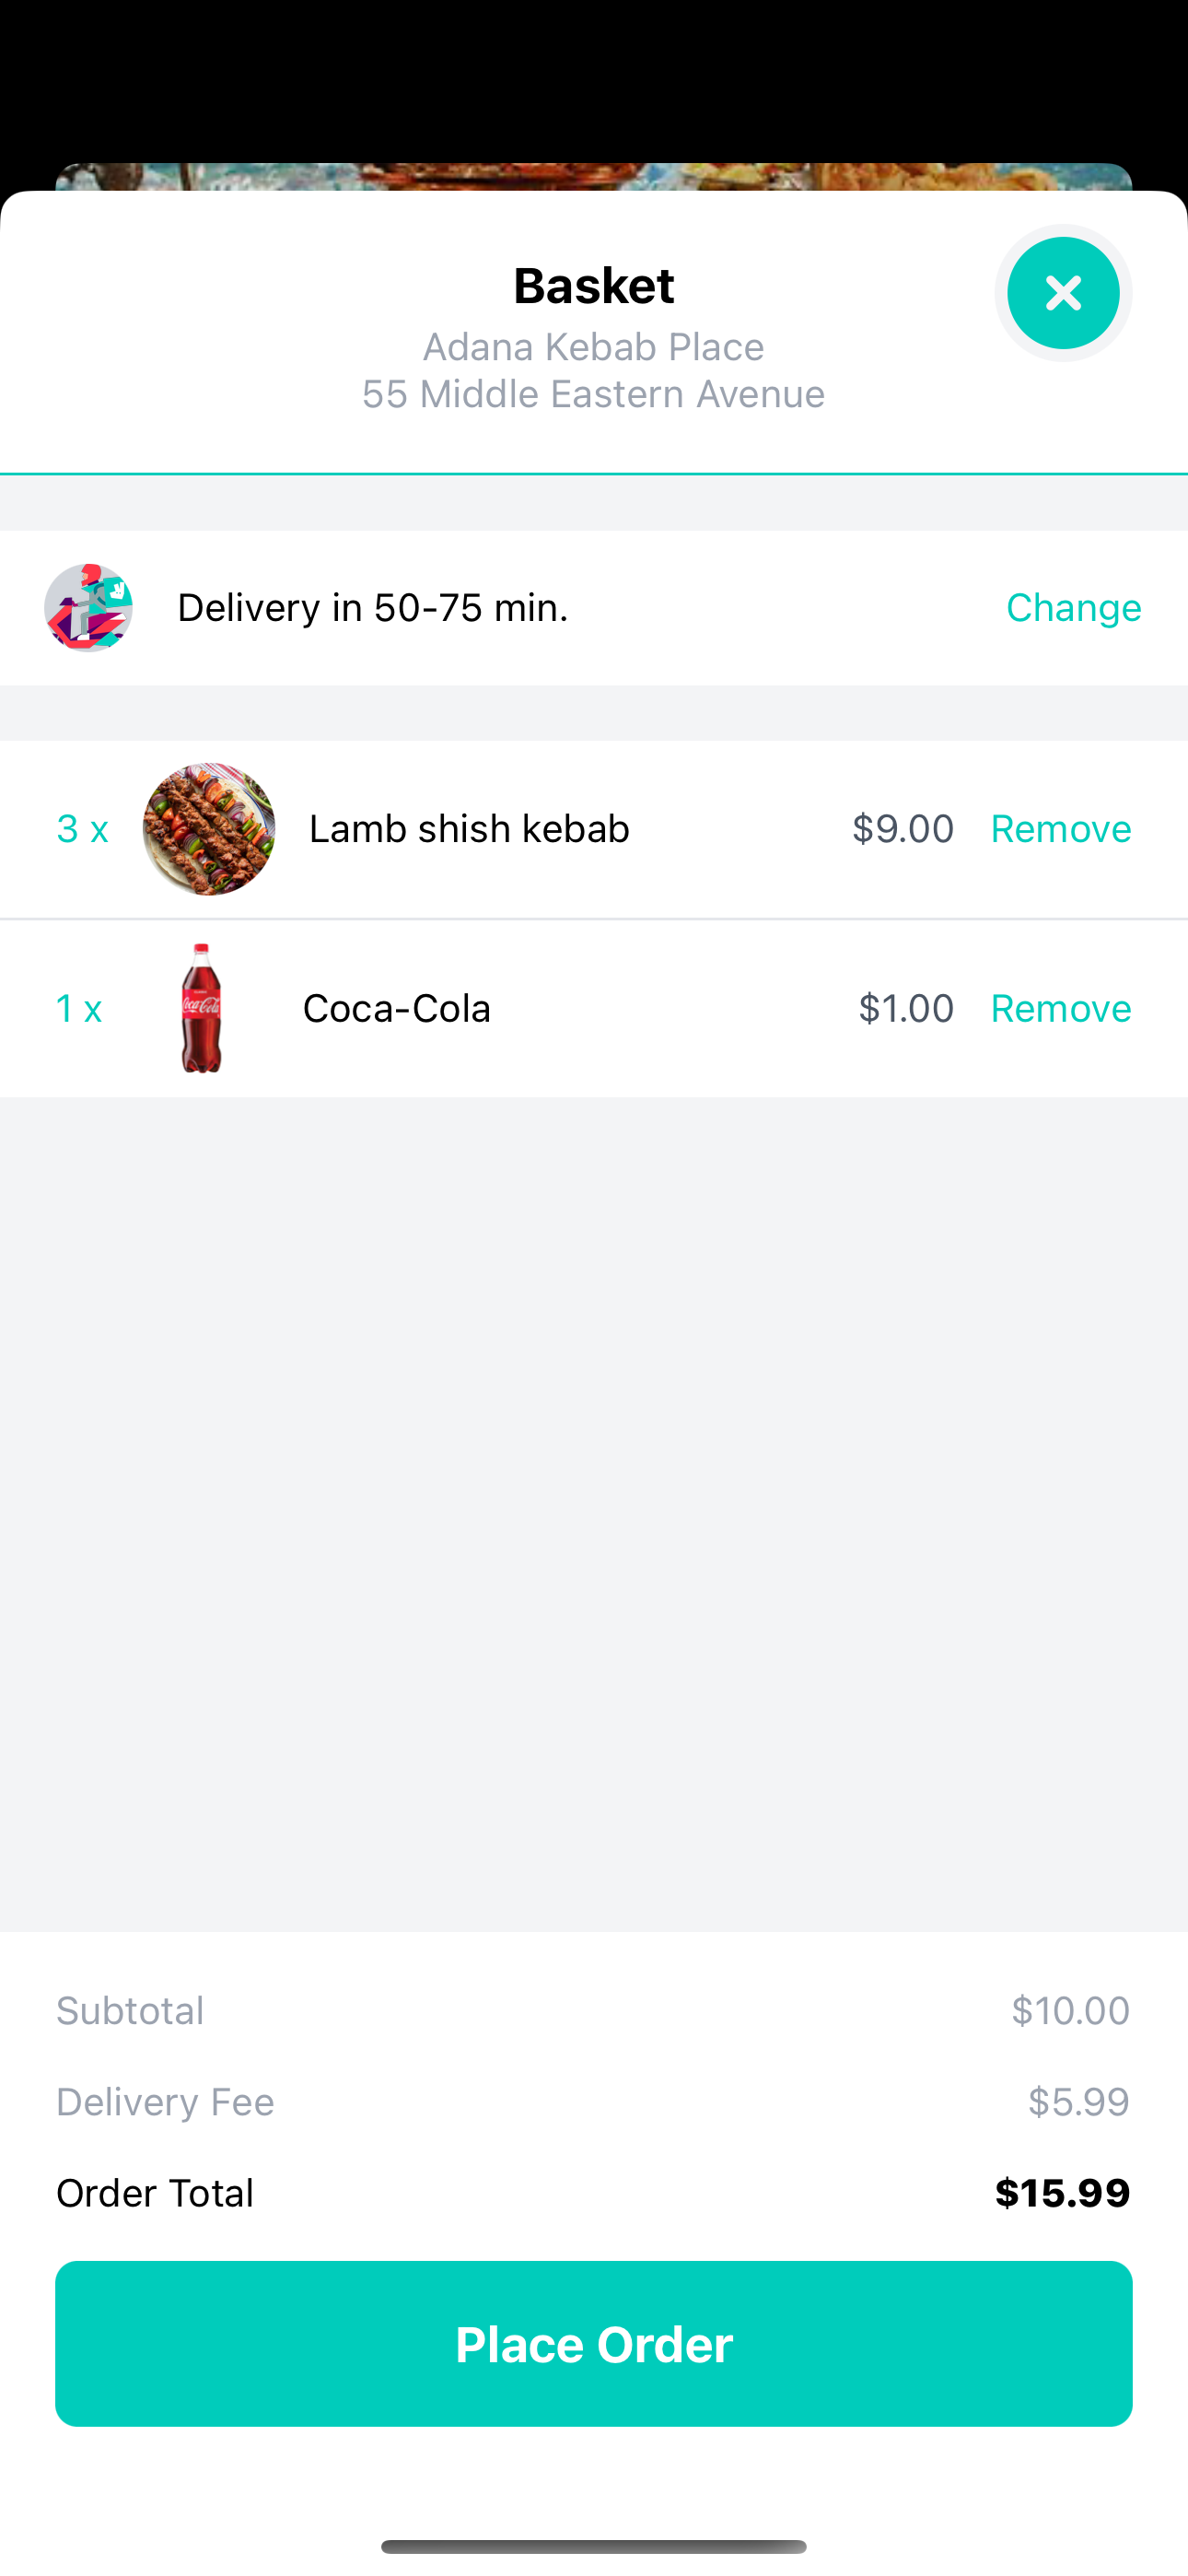 Basket
Adana Kebab Place
55 Middle Eastern Avenue
Delivery in 50-75 min.
Change
3 x
Lamb shish kebab
$9.00
Remove
1 x
Coca-Cola
Coca-Cola
$1.00
Remove
Subtotal
$10.00
Delivery Fee
$5.99
Order Total
$15.99
Place Order